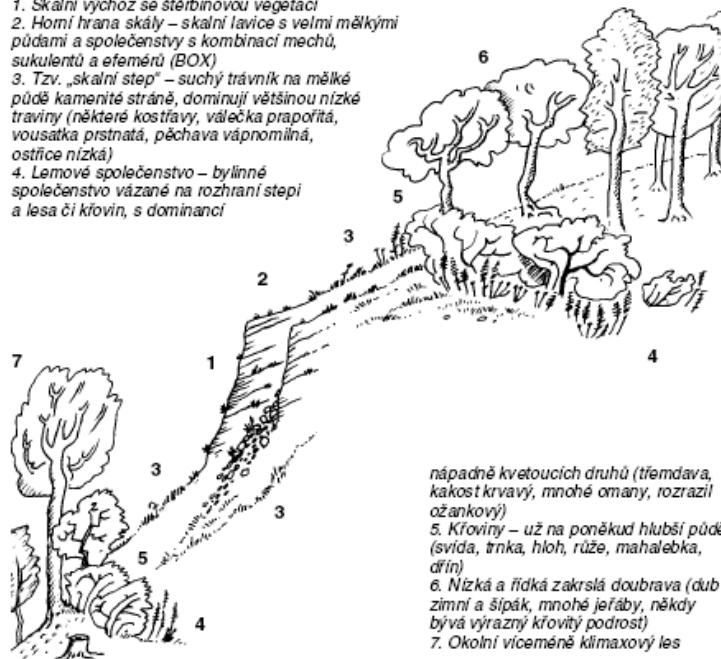 1. Skalní výchoz se štěrbinovou vegetací
2. Horní hrana skály – skalní lavice s velmi mělkými
půdami a společenstvy s kombinací mechů,
sukulentů a efemérů (BOX)
3. Tzv. „skalní step" – suchý trávník na mělké
půdě kamenité stráně, dominují většinou nízké
traviny (některé kostřavy, válečka prapořitá,
vousatka prstnatá, pěchava vápnomilná,
ostřice nízká)
4. Lemové společenstvo – bylinné
společenstvo vázané na rozhraní stepi
a lesa či křovin, s dominancí
6
5
3
2
1
7
4
3
3
5
4
nápadně kvetoucích druhů (třemdava,
kakost krvavý, mnohé omany, rozrazil
ožankový)
5. Křoviny – už na poněkud hlubší půdě
(svída, trnka, hloh, růže, mahalebka,
dřín)
6. Nízká a řídká zakrslá doubrava (dub
zimní a šípák, mnohé jeřáby, někdy
bývá výrazný křovitý podrost)
7. Okolní víceméně klimaxový les